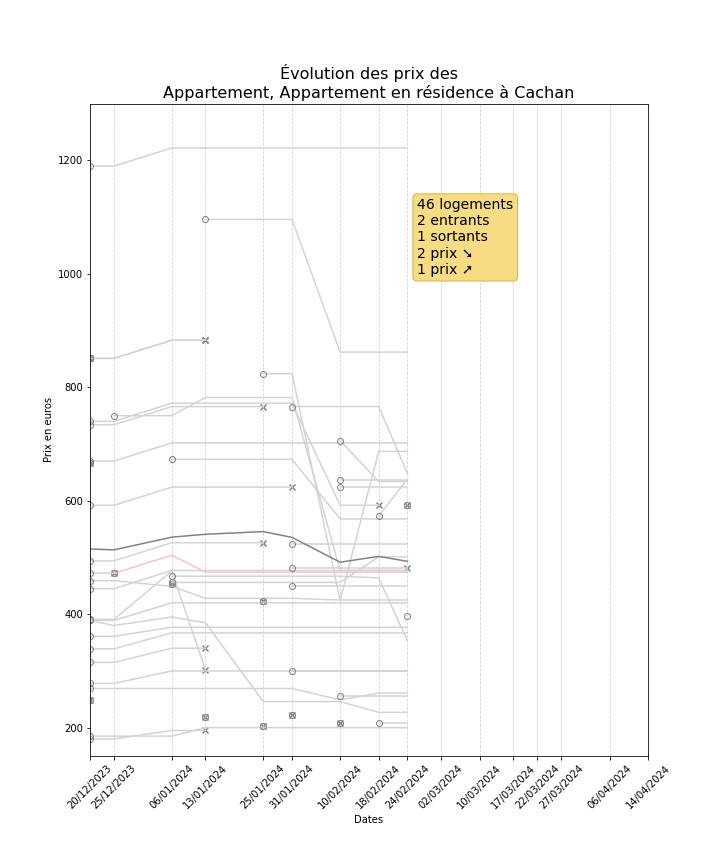 Évolution des prix des
Appartement, Appartement en résidence à Cachan
1200
1000
800
600
400
200
Prix en euros
46 logements
2 entrants
1 sortants
2 prix ➘
1 prix ➚
20/12/2023
25/12/2023
06/01/2024
13/01/2024
25/01/2024
31/01/2024
10/02/2024
18/02/2024
24/02/2024
02/03/2024
10/03/2024
17/03/2024
22/03/2024
27/03/2024
06/04/2024
14/04/2024
Dates